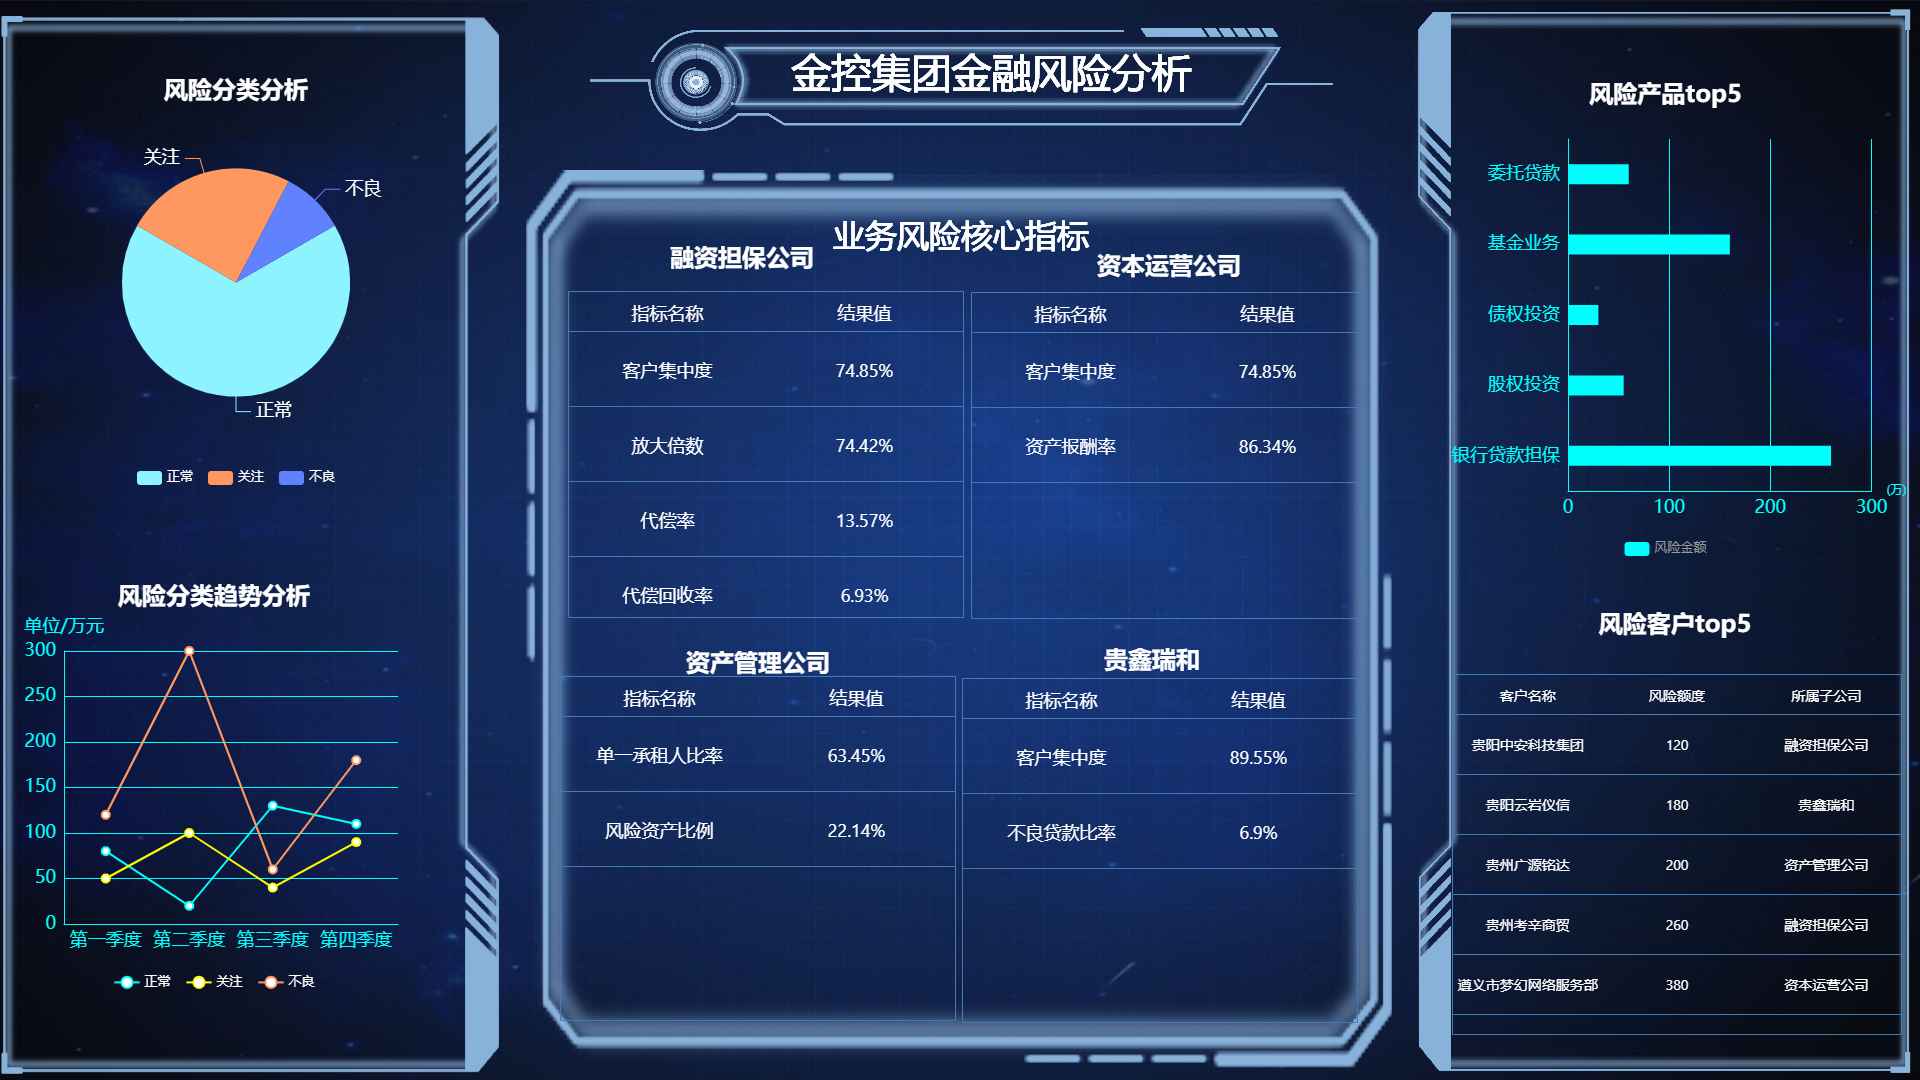 金控集团金融风险分析
风险分类分析
关注
不良
正常
正常 关注 不良
风险分类趋势分析
单位/万元
300
250
200
150
100
50
0
第一季度 第二季度 第三季度 第四季度
正常 关注 不良
业务风险核心指标
融资担保公司
指标名称 结果值
客户集中度 74.85%
放大倍数 74.42%
代偿率 13.57%
代偿回收率 6.93%
资本运营公司
指标名称 结果值
客户集中度 74.85%
资产报酬率 86.34%
资产管理公司
指标名称 结果值
单一承租人比率 63.45%
风险资产比例 22.14%
贵鑫瑞和
指标名称 结果值
客户集中度 89.55%
不良贷款比率 6.9%
风险产品top5
委托贷款
基金业务
债权投资
股权投资
银行贷款担保
(万)
0 100 200 300
风险金额
风险客户top5
客户名称 风险额度 所属子公司
贵阳中安科技集团 120 融资担保公司
贵阳云岩仪信 180 贵鑫瑞和
贵州广源铭达 200 资产管理公司
贵州考辛商贸 260 融资担保公司
遵义市梦幻网络服务部 380 资本运营公司